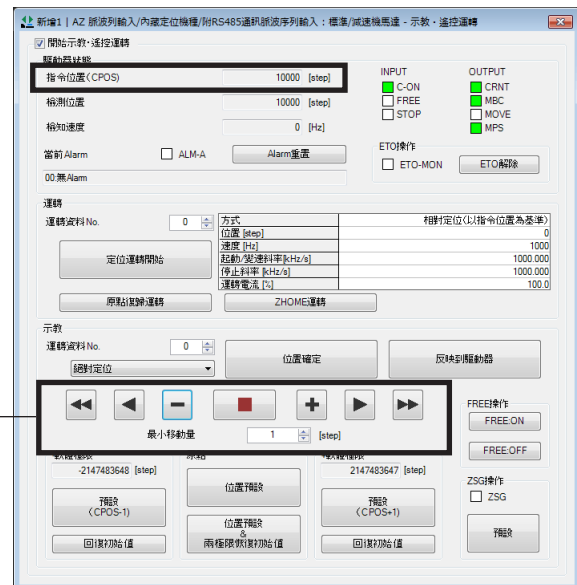 新增1 | AZ 脈波列輸入/內藏定位機種/附RS485通訊脈波序列輸入：標準/減速機馬達 - 示教、遙控運轉
開始示教、遙控運轉
驅動器狀態
指令位置(CPOS) 10000 [step]
檢測位置 10000 [step]
檢知速度 0 [Hz]
當前Alarm ALM-A Alarm重置
00:無Alarm
INPUT
C-ON
FREE
STOP
OUTPUT
CRNT
MBC
MOVE
MPS
ETO操作
ETO-MON ETO解除
運轉
運轉資料No. 0
定位運轉開始
方式 相對定位(以指令位置為基準)
位置 [step] 0
速度 [Hz] 1000
起動/變速斜率[kHz/s] 1000.000
停止斜率 [kHz/s] 1000.000
運轉電流 [%] 100.0
原點復歸運轉 ZHOME運轉
示教
運轉資料No. 0
絕對定位
位置確定 反映到驅動器
最小移動量 1 [step]
FREE操作
FREE:ON
FREE:OFF
-2147483648 [step]
預設
(CPOS-1)
回復初始值
位置預設
位置預設
&
兩極限恢復初始值
2147483647 [step]
預設
(CPOS+1)
回復初始值
ZSG操作
ZSG
預設